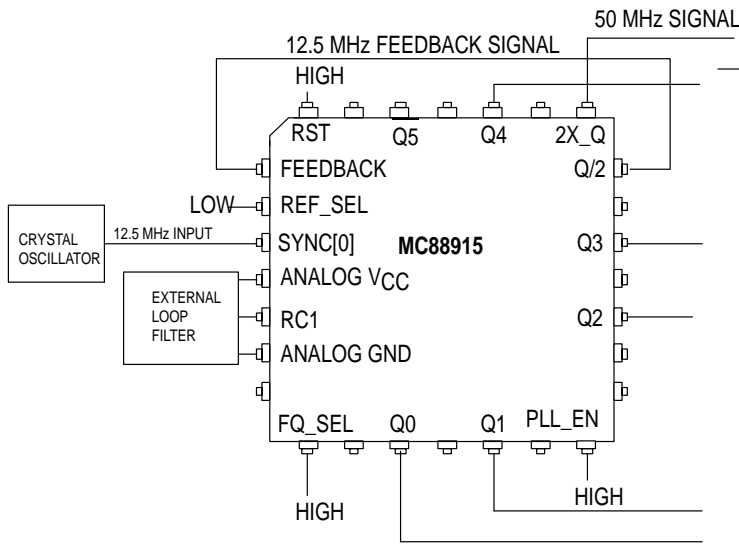 50 MHz SIGNAL
12.5 MHz FEEDBACK SIGNAL
HIGH
RST
Q5
Q4
2X_Q
FEEDBACK
Q/2
LOW
REF_SEL
CRYSTAL
OSCILLATOR
12.5 MHz INPUT
SYNC[0]
MC88915
Q3
ANALOG VCC
EXTERNAL
LOOP
FILTER
RC1
Q2
ANALOG GND
FQ_SEL
Q0
Q1
PLL_EN
HIGH
HIGH